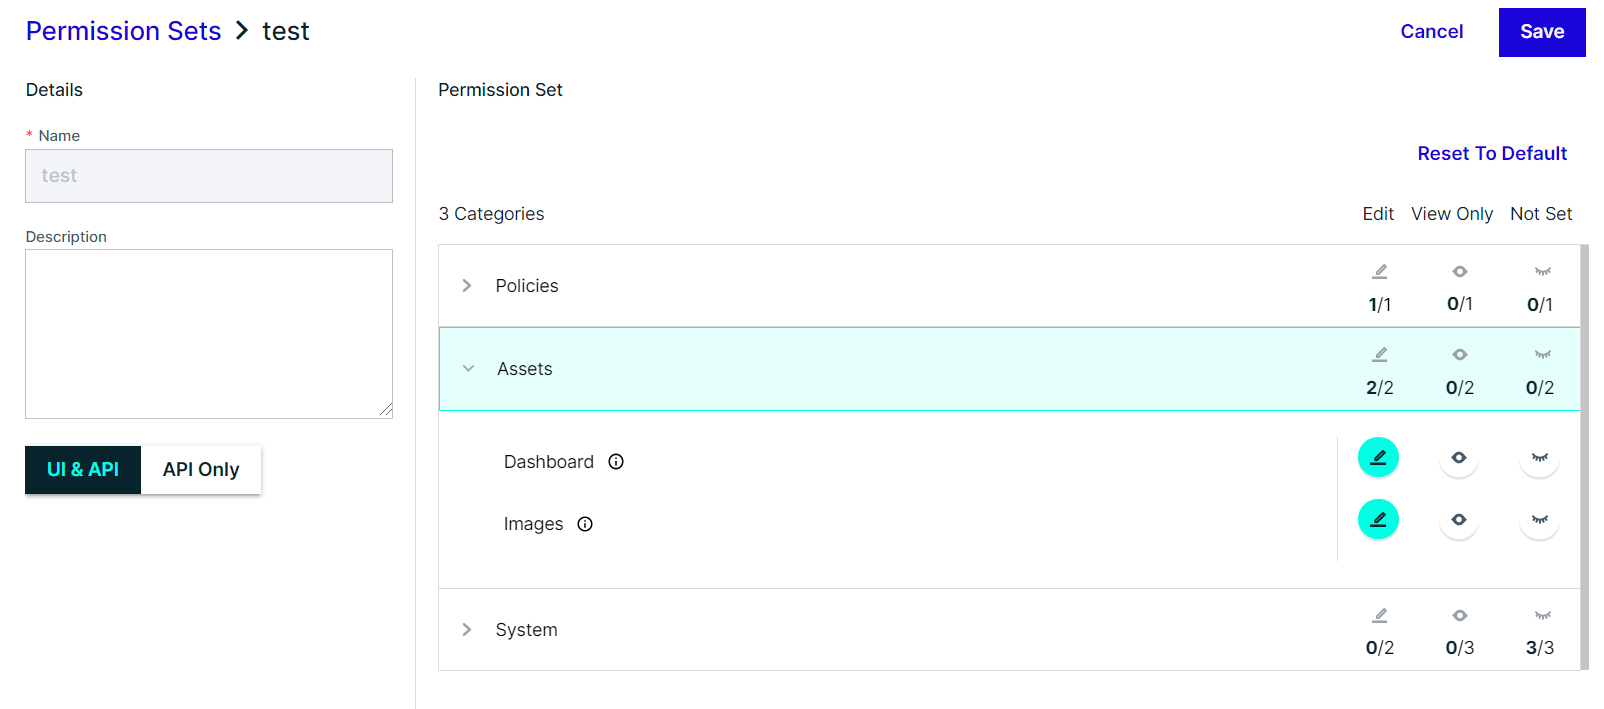 Permission Sets > test
Cancel
Save
Details
* Name
test
Description
UI & API
API Only
Permission Set
Reset To Default
3 Categories
Edit View Only Not Set
Policies
1/1 0/1 0/1
Assets
2/2 0/2 0/2
Dashboard
Images
System
0/2 0/3 3/3